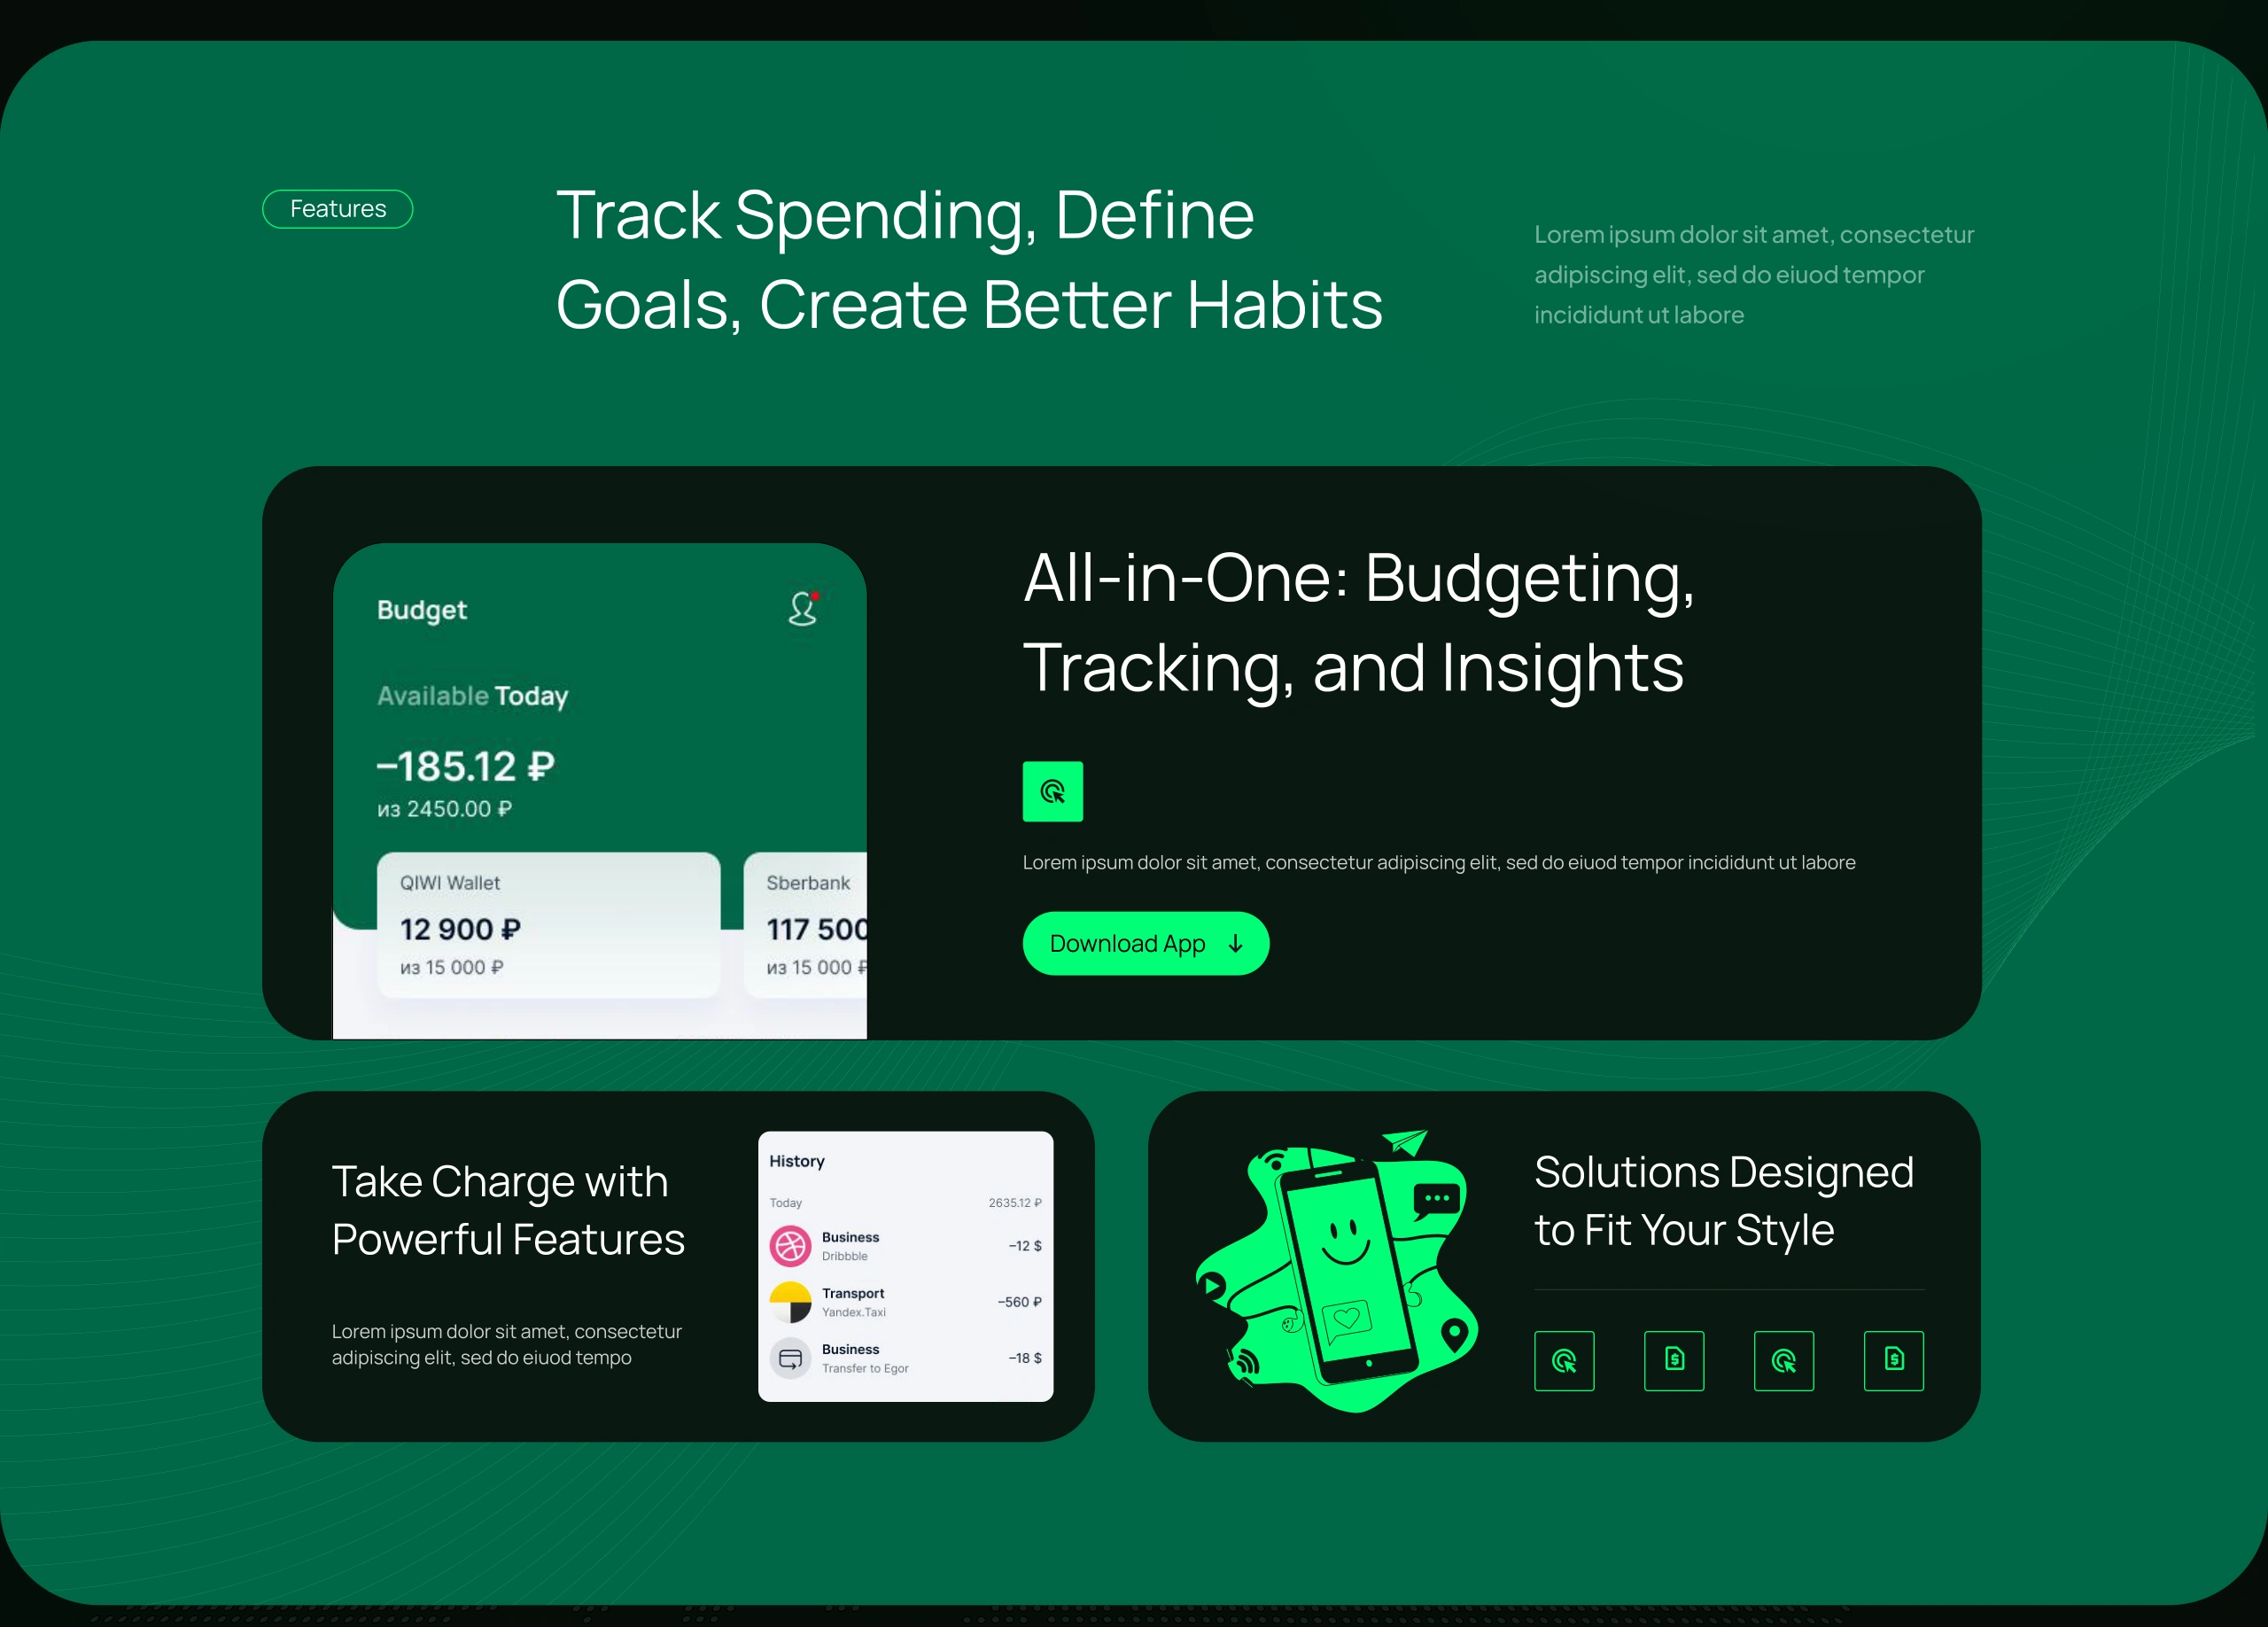 Features
Track Spending, Define
Goals, Create Better Habits
Lorem ipsum dolor sit amet, consectetur
adipiscing elit, sed do eiuod tempor
incididunt ut labore
Budget
Available Today
−185.12 ₽
из 2450.00 ₽
QIWI Wallet
12 900 ₽
из 15 000 ₽
Sberbank
117 500
из 15 000 ₽
All-in-One: Budgeting,
Tracking, and Insights
Lorem ipsum dolor sit amet, consectetur adipiscing elit, sed do eiuod tempor incididunt ut labore
Download App
Take Charge with
Powerful Features
Lorem ipsum dolor sit amet, consectetur
adipiscing elit, sed do eiuod tempo
History
Today 2635.12 ₽
Business
Dribbble
−12 $
Transport
Yandex.Taxi
−560 ₽
Business
Transfer to Egor
−18 $
Solutions Designed
to Fit Your Style